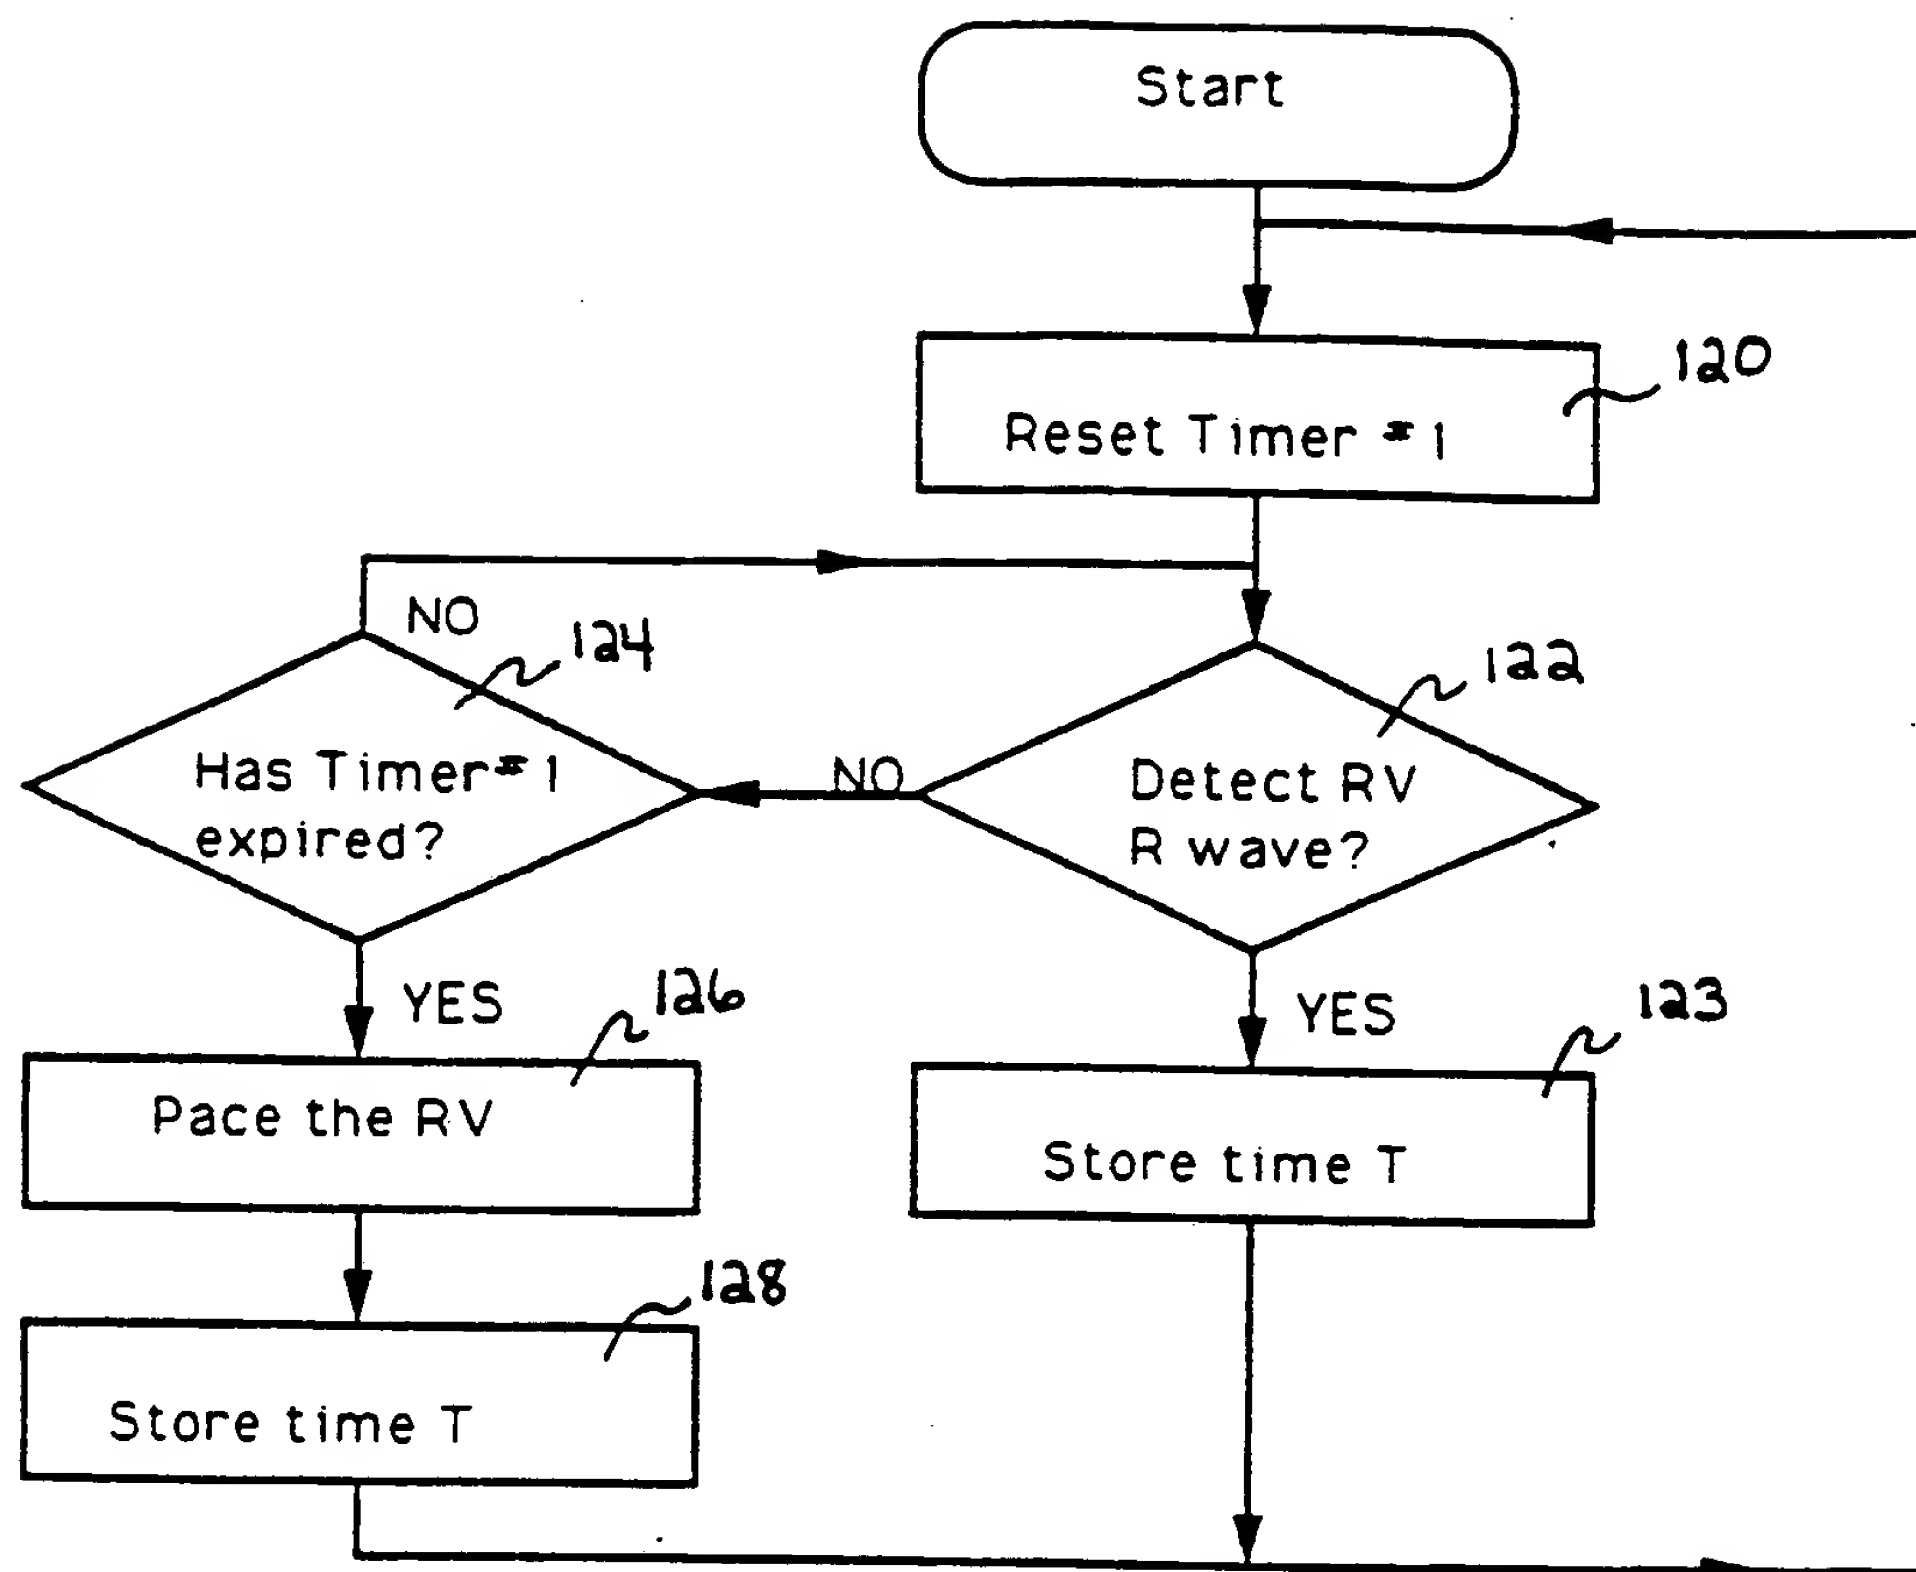 Start
120
Reset Timer #1
NO
124
122
Has Timer #1
expired?
NO
Detect RV
R wave?
YES
126
YES
123
Pace the RV
Store time T
128
Store time T